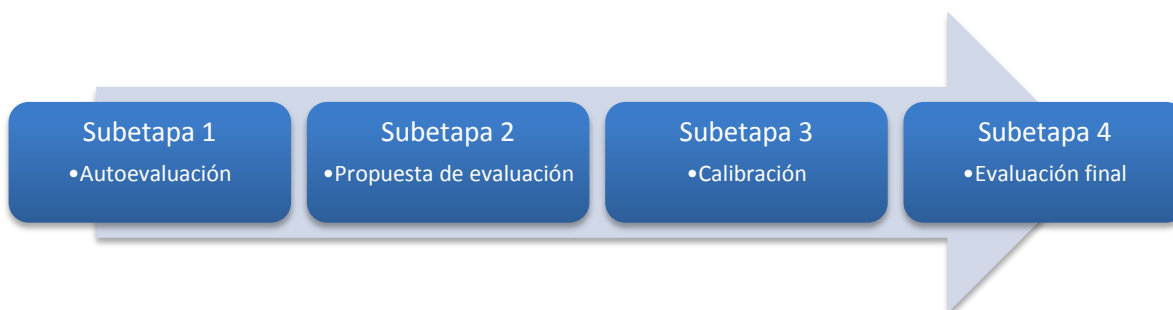 Subetapa 1
•Autoevaluación
Subetapa 2
•Propuesta de evaluación
Subetapa 3
•Calibración
Subetapa 4
•Evaluación final